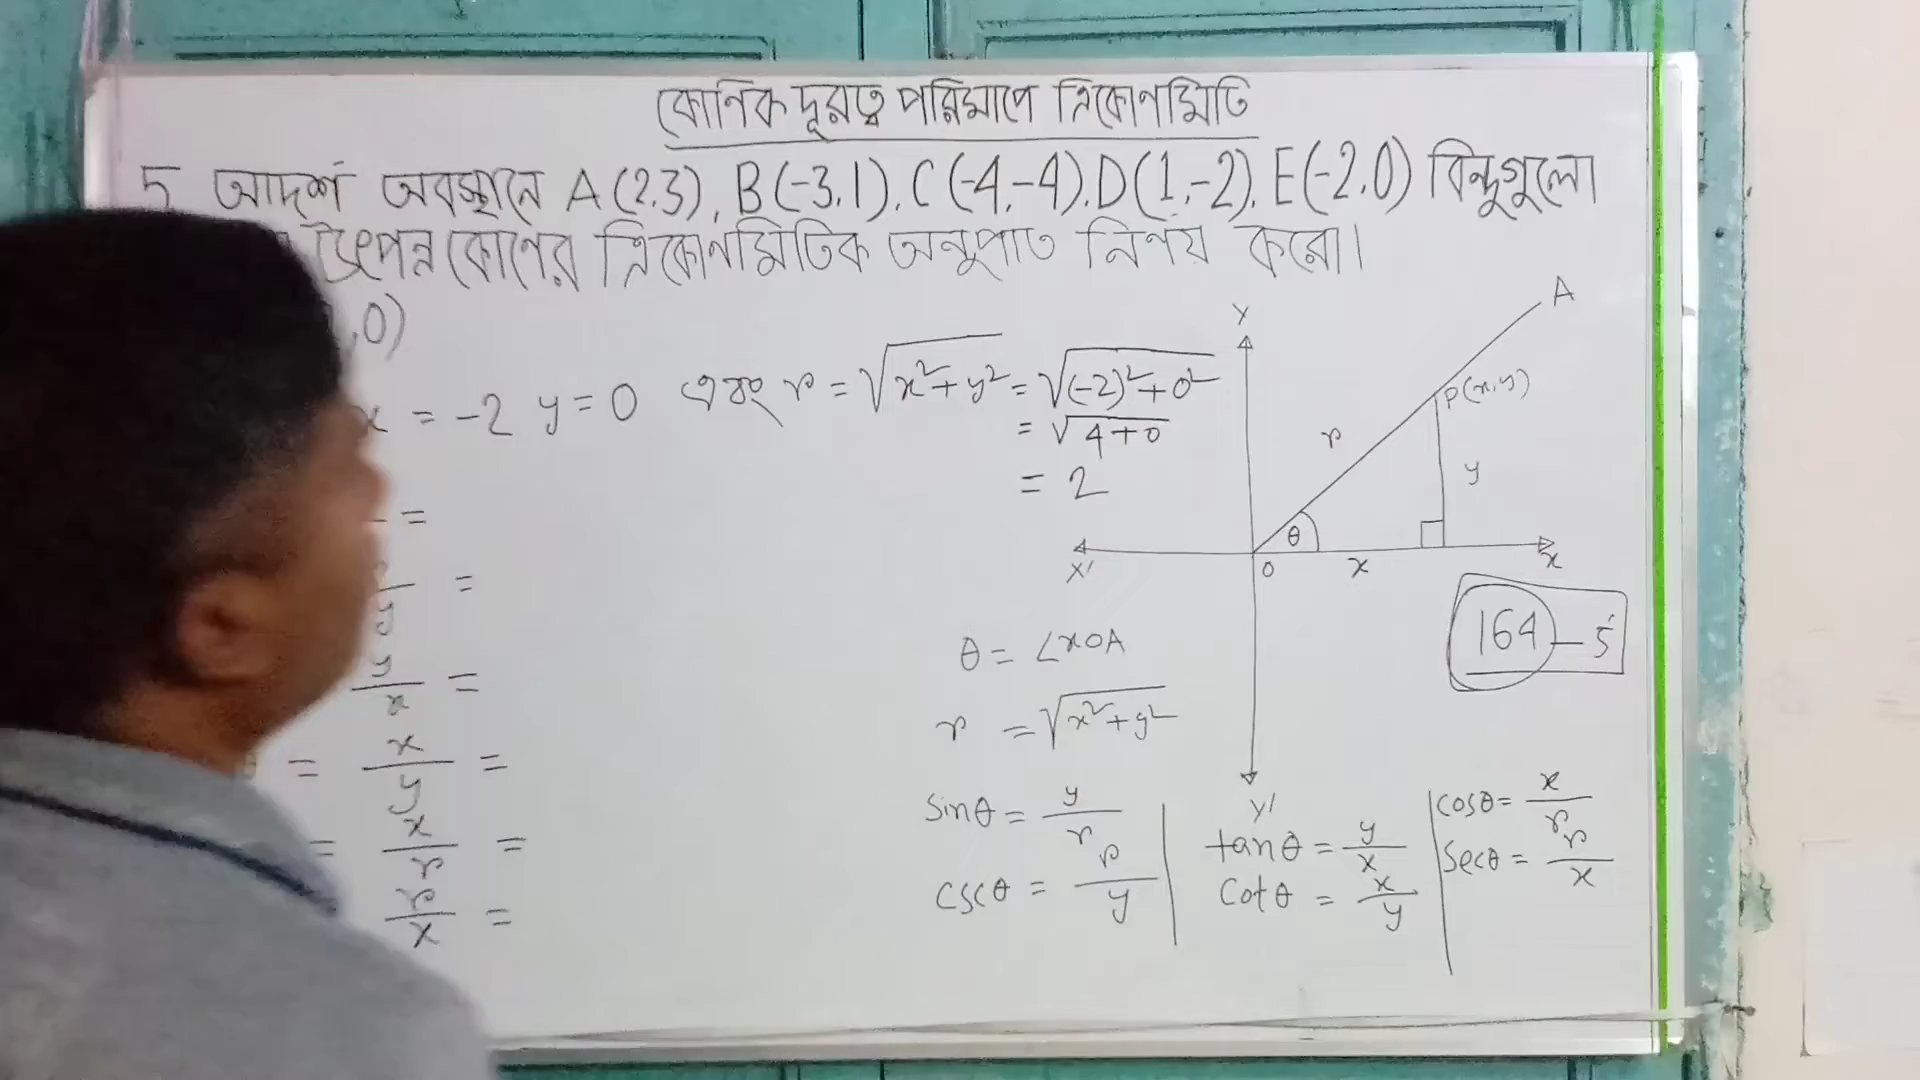 কৌনিক দূরত্ব পরিমাপে ত্রিকোণমিতি
5 আদর্শ অবস্থানে A(2,3), B(-3,1), C(-4,-4), D(1,-2), E(-2,0) বিন্দুগুলো
উৎপন্ন কোণের ত্রিকোণমিতিক অনুপাত নির্ণয় করো।
,0)
x = -2 y = 0 এবং r = √(x²+y²) = √((-2)²+0²)
= √(4+0)
= 2
=
/y =
y/x =
= x/y =
= x/r =
r/x =
Y
A
P(x,y)
r
y
θ
X'
O
x
X
Y'
164 - 5
θ = ∠XOA
r = √(x²+y²)
sinθ = y/r
cscθ = r/y
tanθ = y/x
cotθ = x/y
cosθ = x/r
secθ = r/x